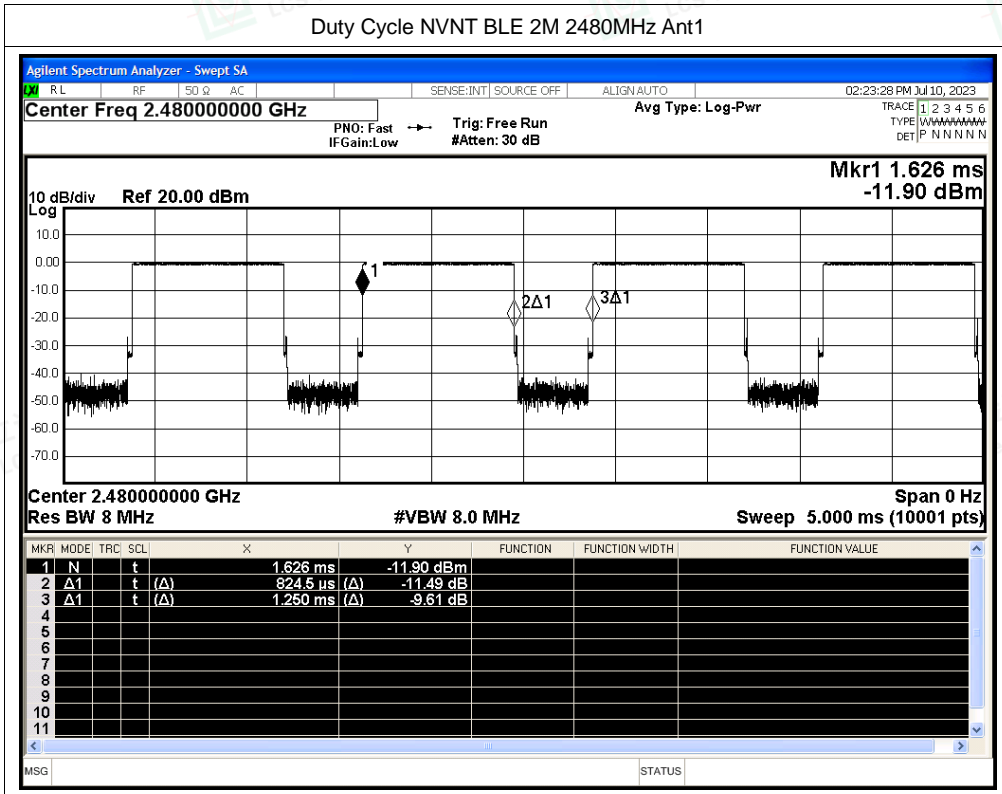 Duty Cycle NVNT BLE 2M 2480MHz Ant1
Agilent Spectrum Analyzer - Swept SA
LXI RL RF 50 Ω AC SENSE:INT SOURCE OFF ALIGN AUTO 02:23:28 PM Jul 10, 2023
Center Freq 2.480000000 GHz
Avg Type: Log-Pwr
TRACE 1 2 3 4 5 6
TYPE
DET P N N N N N
PNO: Fast
IFGain:Low
Trig: Free Run
#Atten: 30 dB
Mkr1 1.626 ms
-11.90 dBm
10 dB/div Ref 20.00 dBm
Log
10.0
0.00
-10.0
-20.0
-30.0
-40.0
-50.0
-60.0
-70.0
1
2Δ1
3Δ1
Center 2.480000000 GHz Span 0 Hz
Res BW 8 MHz #VBW 8.0 MHz Sweep 5.000 ms (10001 pts)
MKR MODE TRC SCL X Y FUNCTION FUNCTION WIDTH FUNCTION VALUE
1 N t 1.626 ms -11.90 dBm
2 Δ1 t (Δ) 824.5 µs (Δ) -11.49 dB
3 Δ1 t (Δ) 1.250 ms (Δ) -9.61 dB
4
5
6
7
8
9
10
11
MSG STATUS